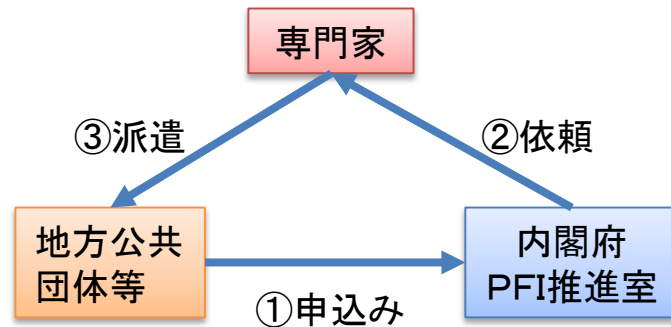 専門家
③派遣
②依頼
地方公共
団体等
内閣府
PFI推進室
①申込み